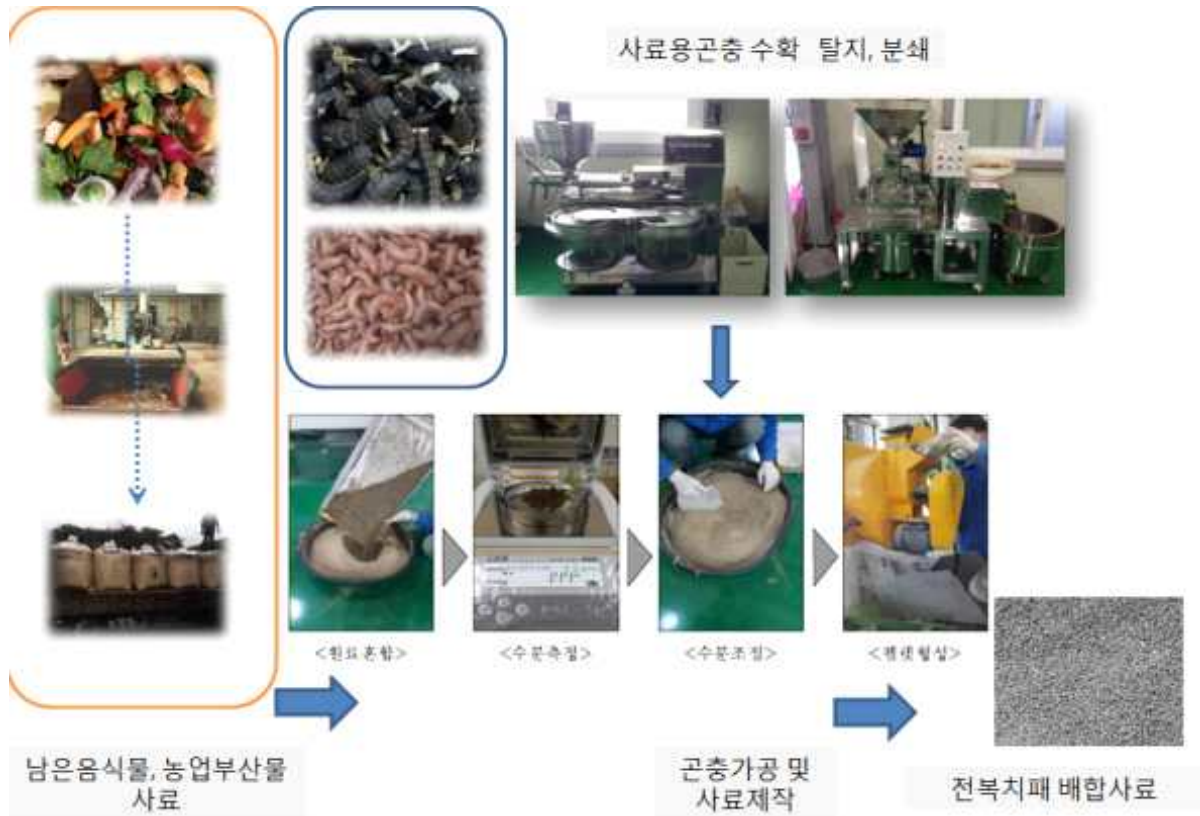 사료용곤충 수확 탈지, 분쇄
<원료혼합>
<수분측정>
<수분조절>
<펠렛형성>
남은음식물, 농업부산물
사료
곤충가공 및
사료제작
전복치패 배합사료